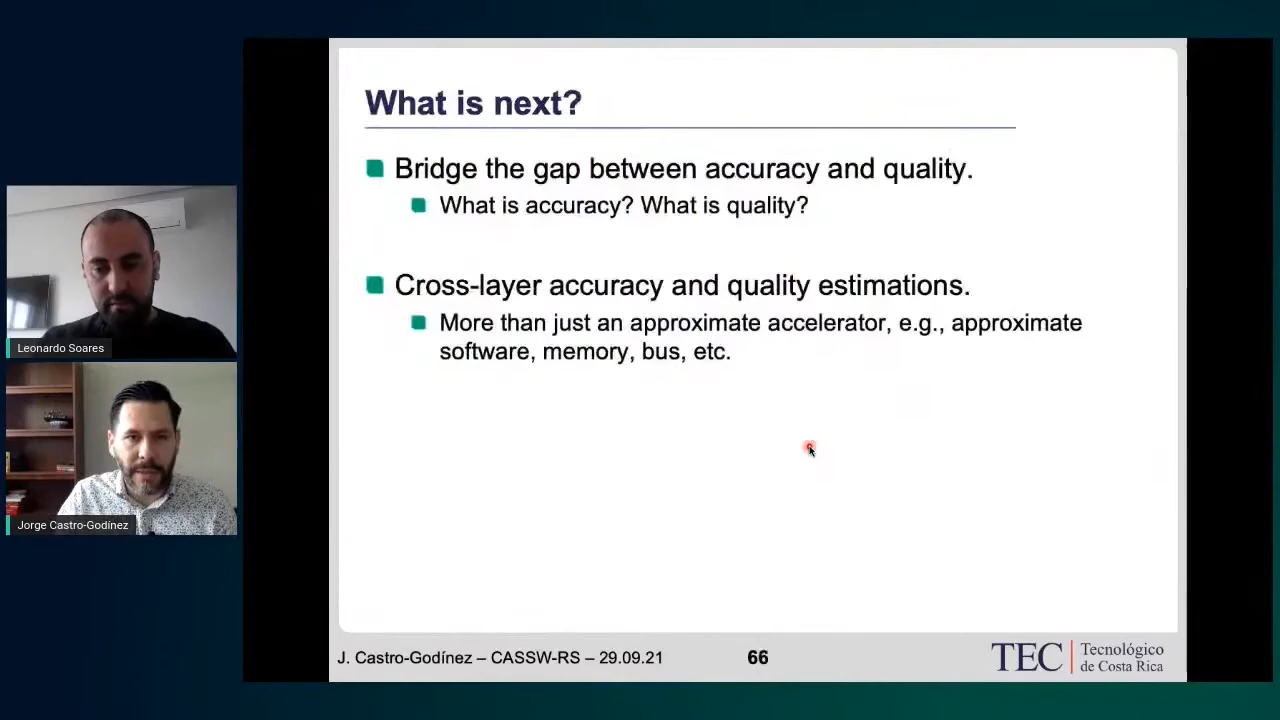 What is next?
Bridge the gap between accuracy and quality.
What is accuracy? What is quality?
Cross-layer accuracy and quality estimations.
More than just an approximate accelerator, e.g., approximate
software, memory, bus, etc.
Leonardo Soares
Jorge Castro-Godínez
J. Castro-Godínez – CASSW-RS – 29.09.21
66
TEC
Tecnológico
de Costa Rica